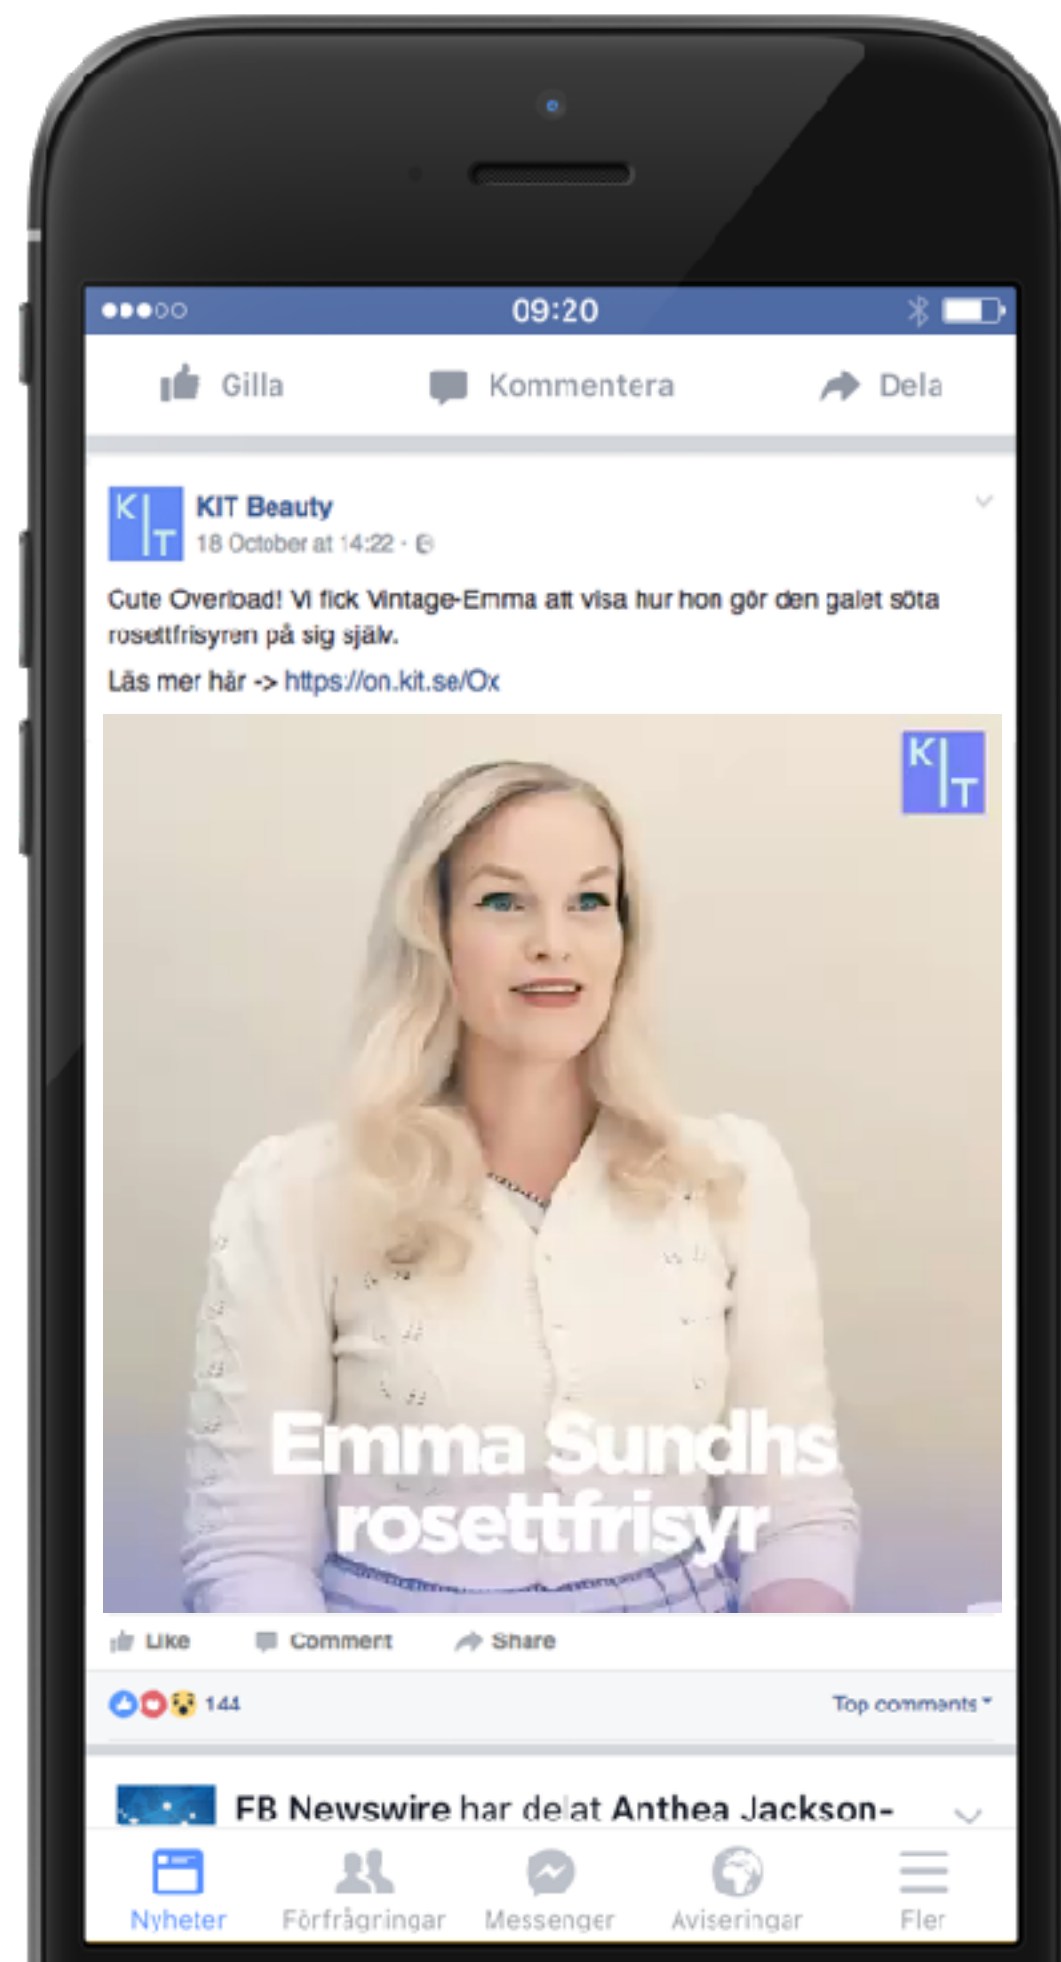 09:20
Gilla Kommentera Dela
KIT
KIT Beauty
18 October at 14:22 ·
Cute Overload! Vi fick Vintage-Emma att visa hur hon gör den galet söta
rosettfrisyren på sig själv.
Läs mer här -> https://on.kit.se/Ox
KIT
Emma Sundhs
rosettfrisyr
Like Comment Share
144 Top comments
FB Newswire har delat Anthea Jackson-
Nyheter Förfrågningar Messenger Aviseringar Fler